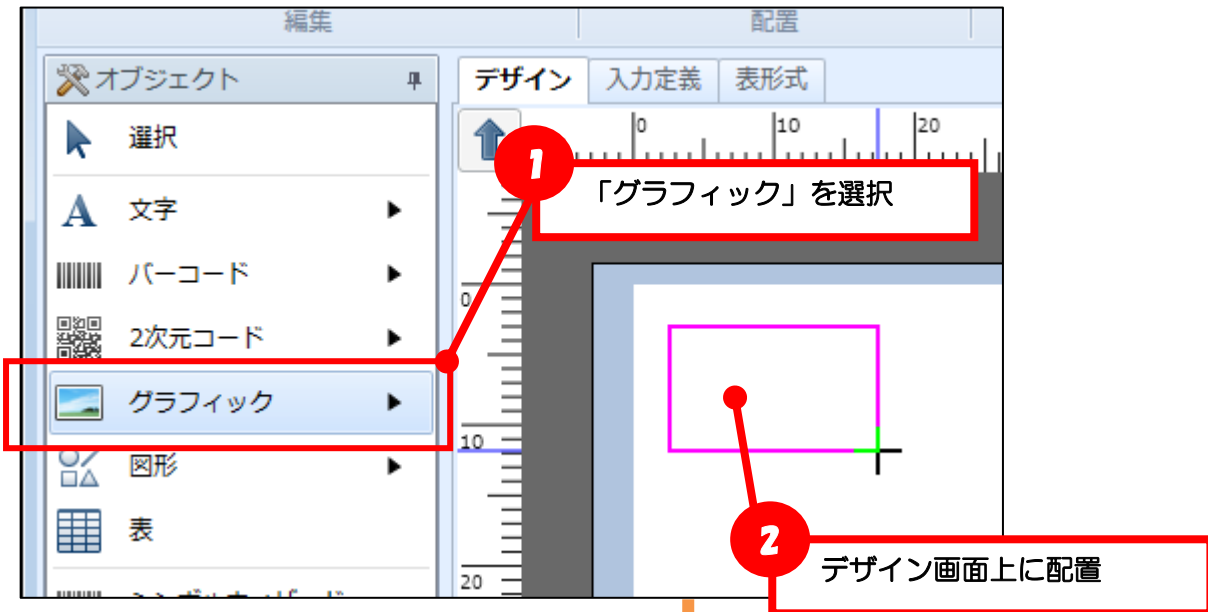 編集
配置
オブジェクト
デザイン
入力定義
表形式
選択
0
10
20
1
「グラフィック」を選択
文字
バーコード
0
2次元コード
グラフィック
10
図形
表
2
デザイン画面上に配置
20